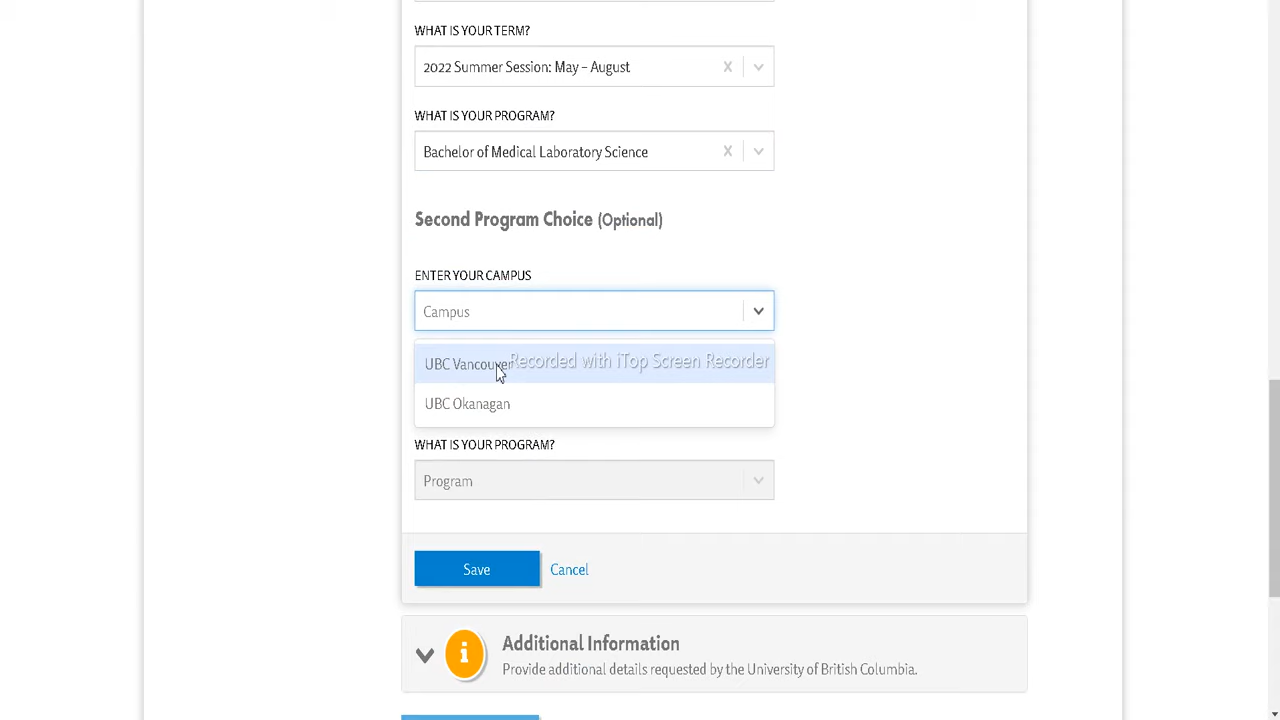 WHAT IS YOUR TERM?
2022 Summer Session: May – August
WHAT IS YOUR PROGRAM?
Bachelor of Medical Laboratory Science
Second Program Choice (Optional)
ENTER YOUR CAMPUS
Campus
UBC Vancouver
Recorded with iTop Screen Recorder
UBC Okanagan
WHAT IS YOUR PROGRAM?
Program
Save Cancel
Additional Information
Provide additional details requested by the University of British Columbia.